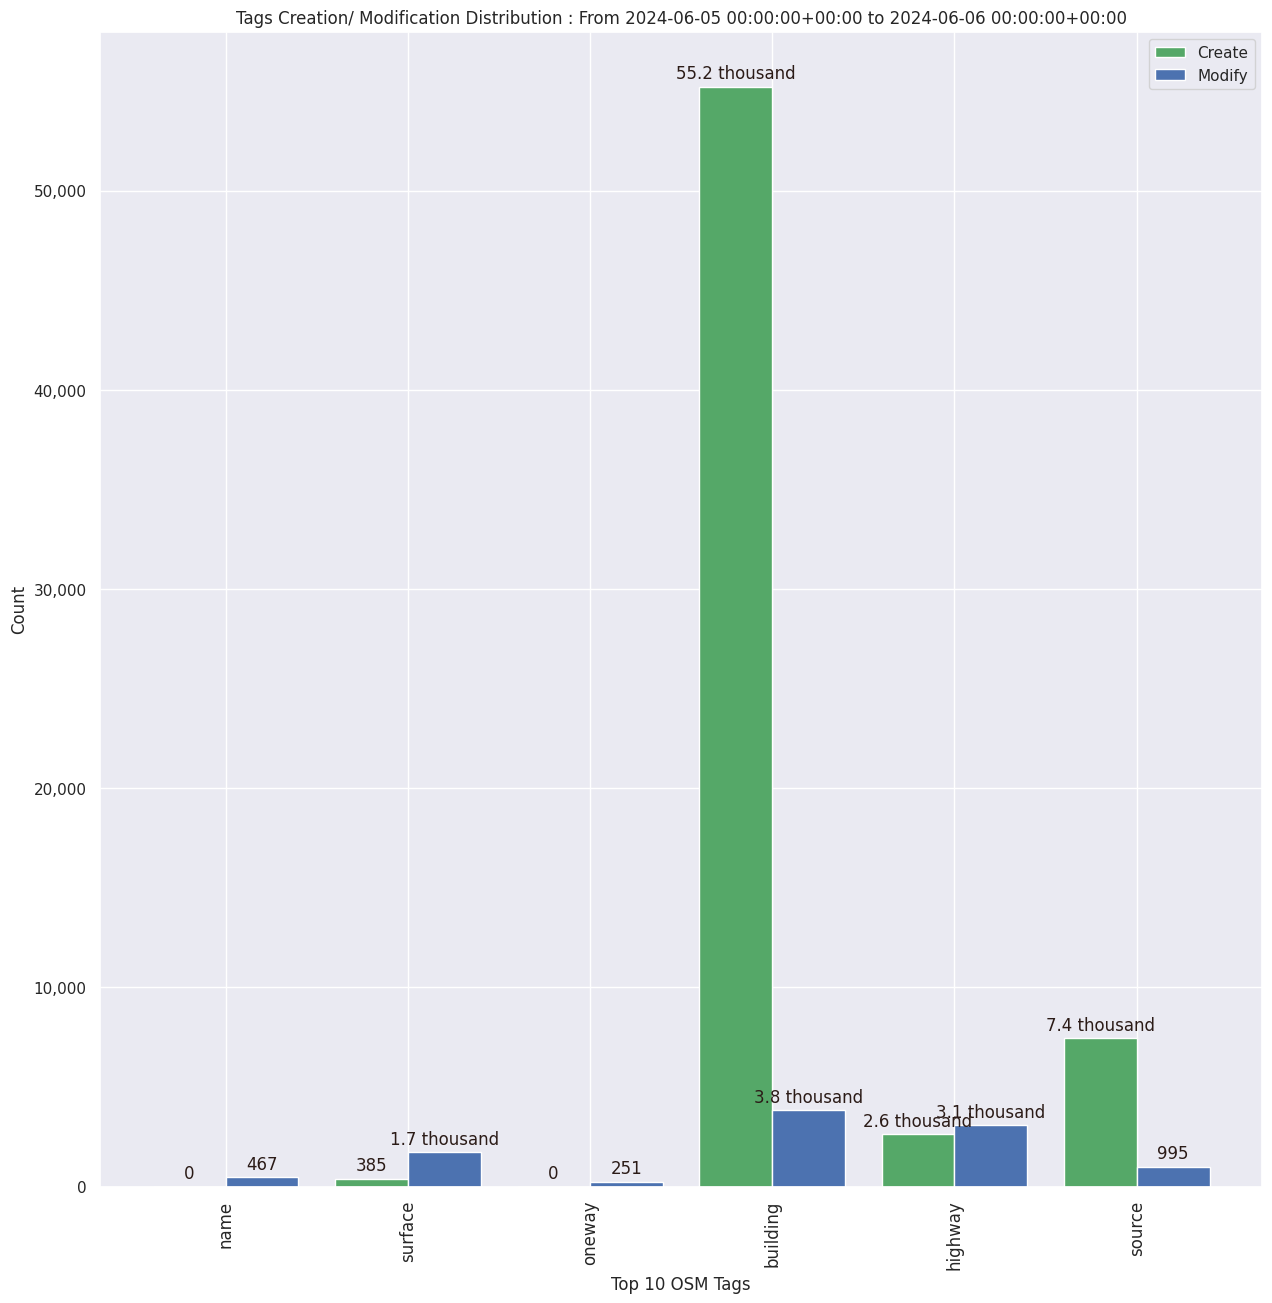 Tags Creation/ Modification Distribution : From 2024-06-05 00:00:00+00:00 to 2024-06-06 00:00:00+00:00
Create
Modify
Count
50,000
40,000
30,000
20,000
10,000
0
0
467
385
1.7 thousand
0
251
55.2 thousand
3.8 thousand
2.6 thousand
3.1 thousand
7.4 thousand
995
name
surface
oneway
building
highway
source
Top 10 OSM Tags